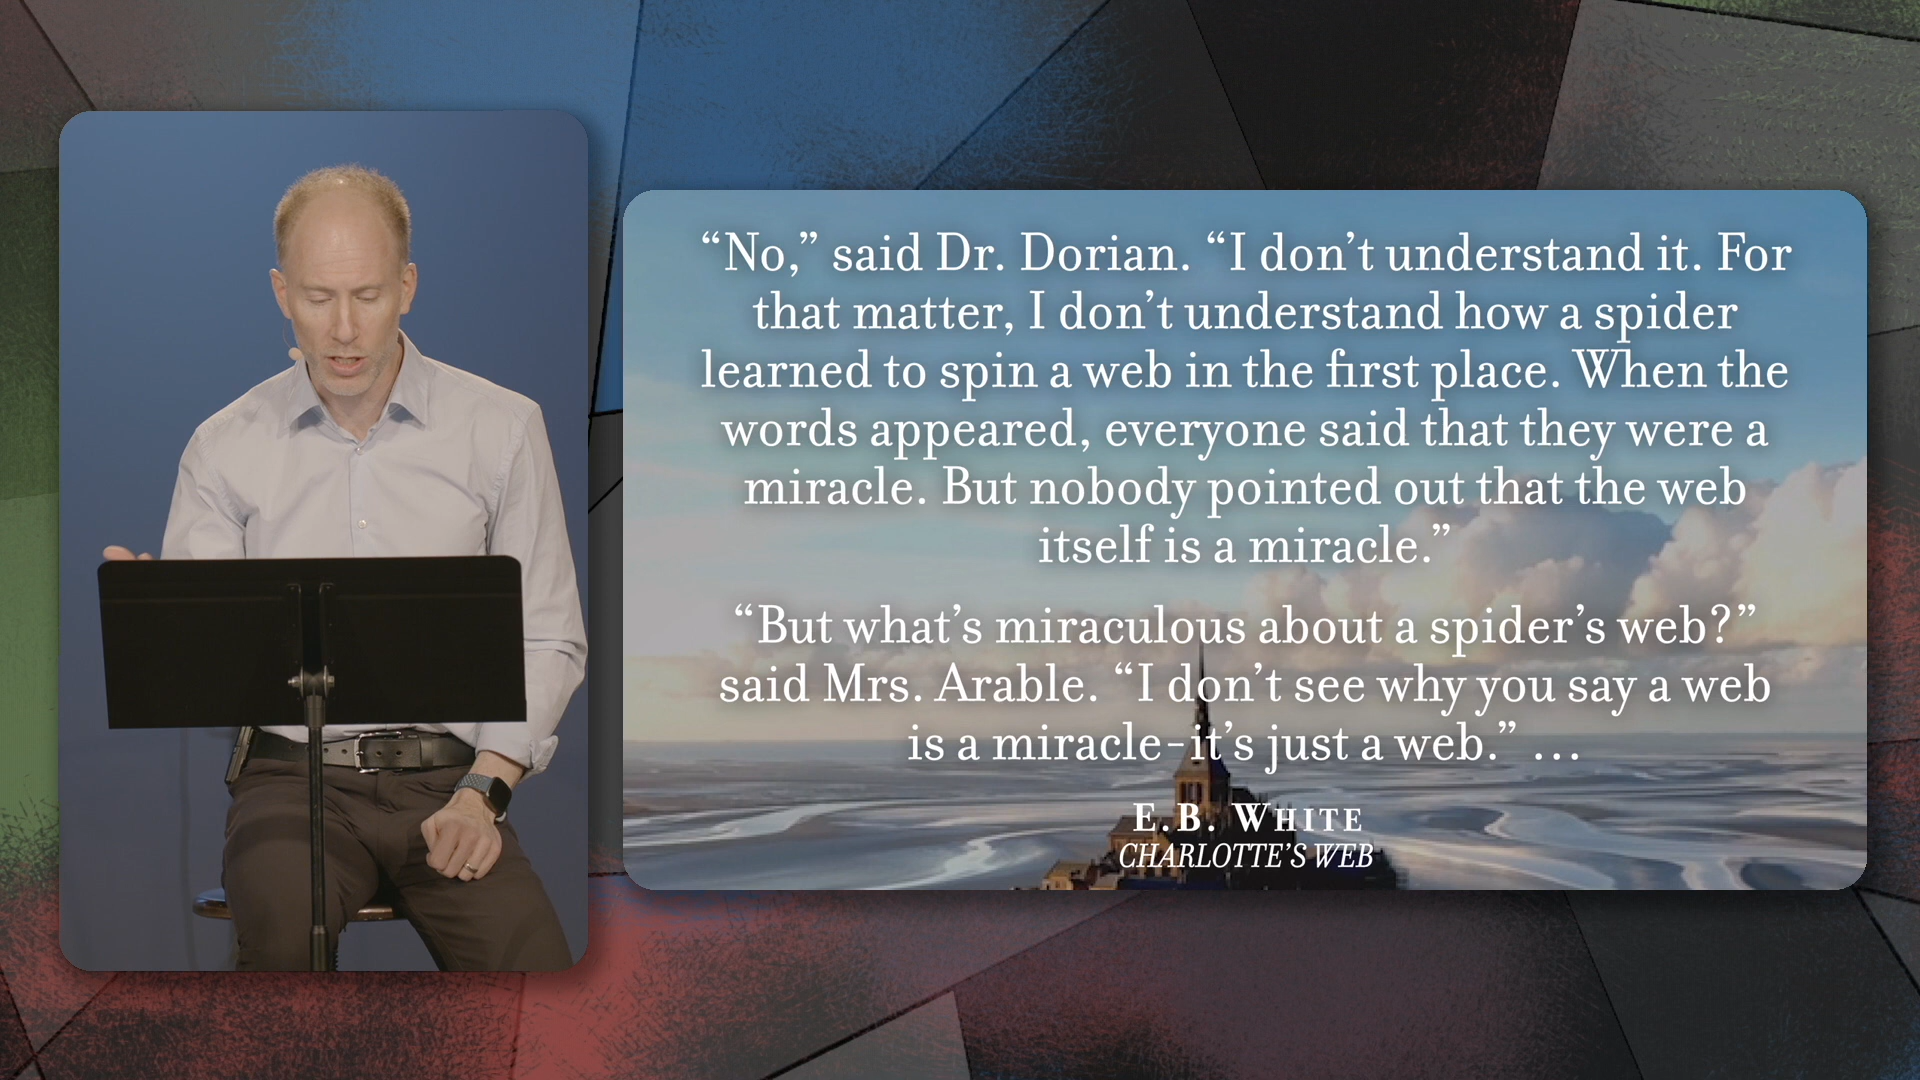 “No,” said Dr. Dorian. “I don’t understand it. For
that matter, I don’t understand how a spider
learned to spin a web in the first place. When the
words appeared, everyone said that they were a
miracle. But nobody pointed out that the web
itself is a miracle.”
“But what’s miraculous about a spider’s web?”
said Mrs. Arable. “I don’t see why you say a web
is a miracle-it’s just a web.” ...
E.B. WHITE
CHARLOTTE’S WEB